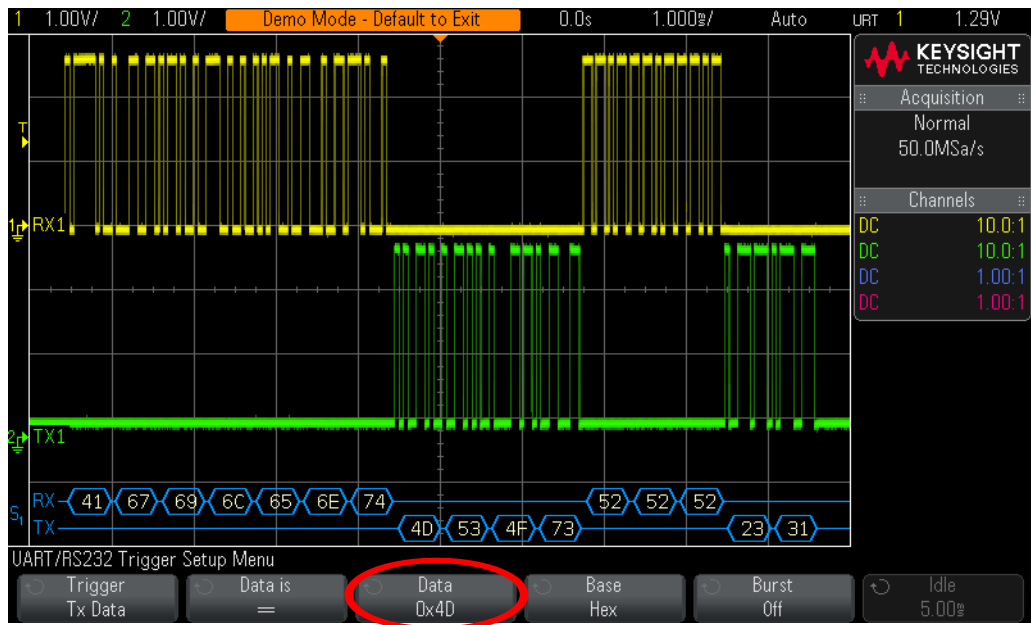 1 1.00V/ 2 1.00V/ Demo Mode - Default to Exit 0.0s 1.000ms/ Auto URT 1 1.29V
KEYSIGHT
TECHNOLOGIES
Acquisition
Normal
50.0MSa/s
Channels
DC 10.0:1
DC 10.0:1
DC 1.00:1
DC 1.00:1
T
1 RX1
2 TX1
S1
RX 41 67 69 6C 65 6E 74 52 52 52
TX 4D 53 4F 73 23 31
UART/RS232 Trigger Setup Menu
Trigger Data is Data Base Burst Idle
Tx Data = 0x4D Hex Off 5.00ms